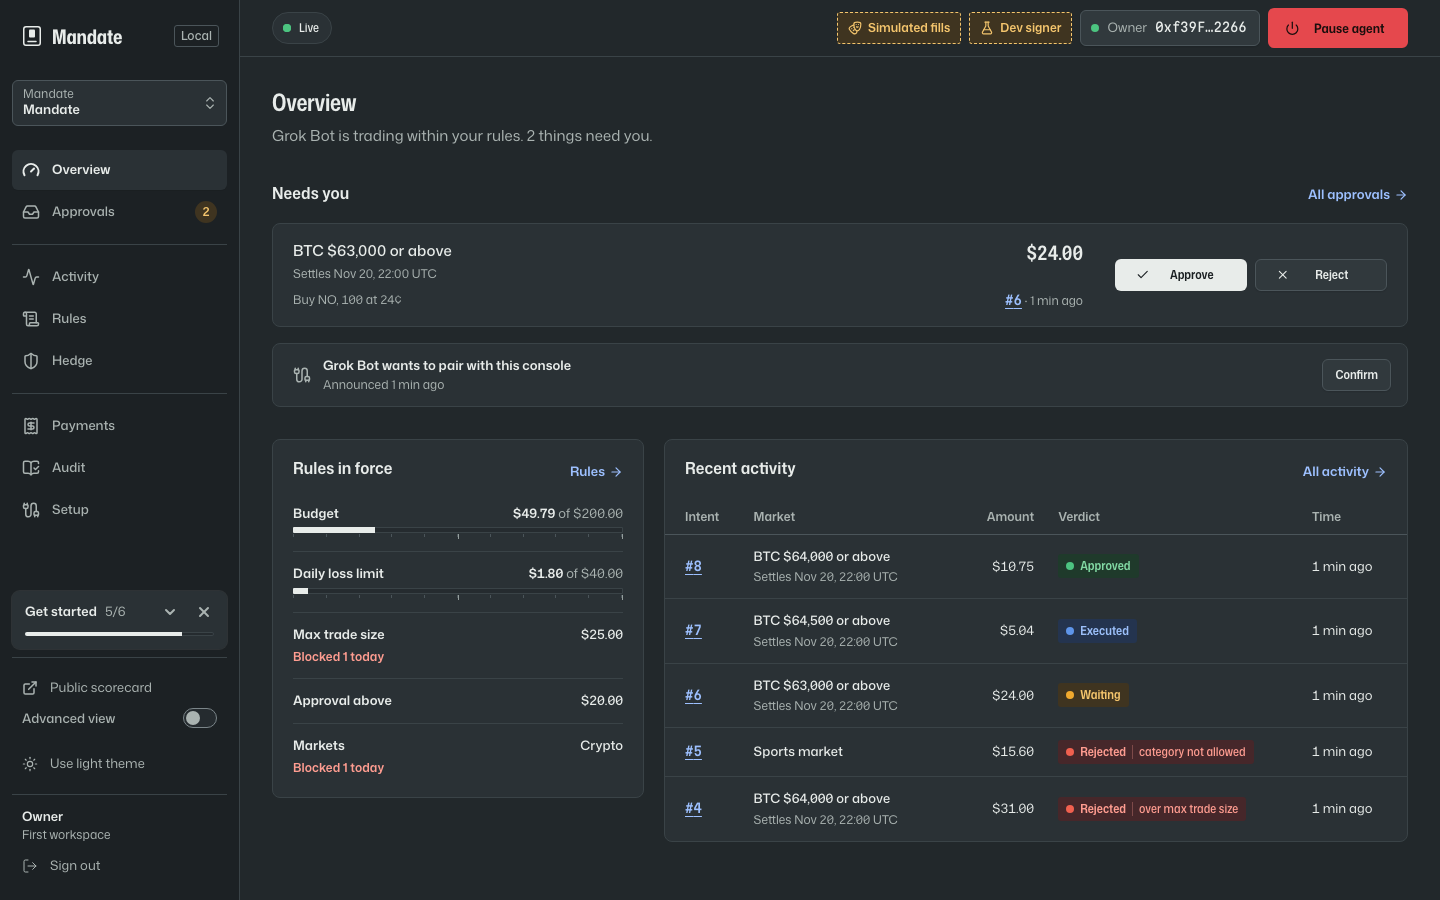 Mandate
Local
Mandate
Mandate
Overview
Approvals
2
Activity
Rules
Hedge
Payments
Audit
Setup
Get started 5/6
Public scorecard
Advanced view
Use light theme
Owner
First workspace
Sign out
Live
Simulated fills
Dev signer
Owner 0xf39F…2266
Pause agent
Overview
Grok Bot is trading within your rules. 2 things need you.
Needs you
All approvals
BTC $63,000 or above
Settles Nov 20, 22:00 UTC
Buy NO, 100 at 24¢
$24.00
#6 · 1 min ago
Approve
Reject
Grok Bot wants to pair with this console
Announced 1 min ago
Confirm
Rules in force
Rules
Budget
$49.79 of $200.00
Daily loss limit
$1.80 of $40.00
Max trade size
$25.00
Blocked 1 today
Approval above
$20.00
Markets
Crypto
Blocked 1 today
Recent activity
All activity
Intent Market Amount Verdict Time
#8 BTC $64,000 or above $10.75 Approved 1 min ago
Settles Nov 20, 22:00 UTC
#7 BTC $64,500 or above $5.04 Executed 1 min ago
Settles Nov 20, 22:00 UTC
#6 BTC $63,000 or above $24.00 Waiting 1 min ago
Settles Nov 20, 22:00 UTC
#5 Sports market $15.60 Rejected category not allowed 1 min ago
#4 BTC $64,000 or above $31.00 Rejected over max trade size 1 min ago
Settles Nov 20, 22:00 UTC